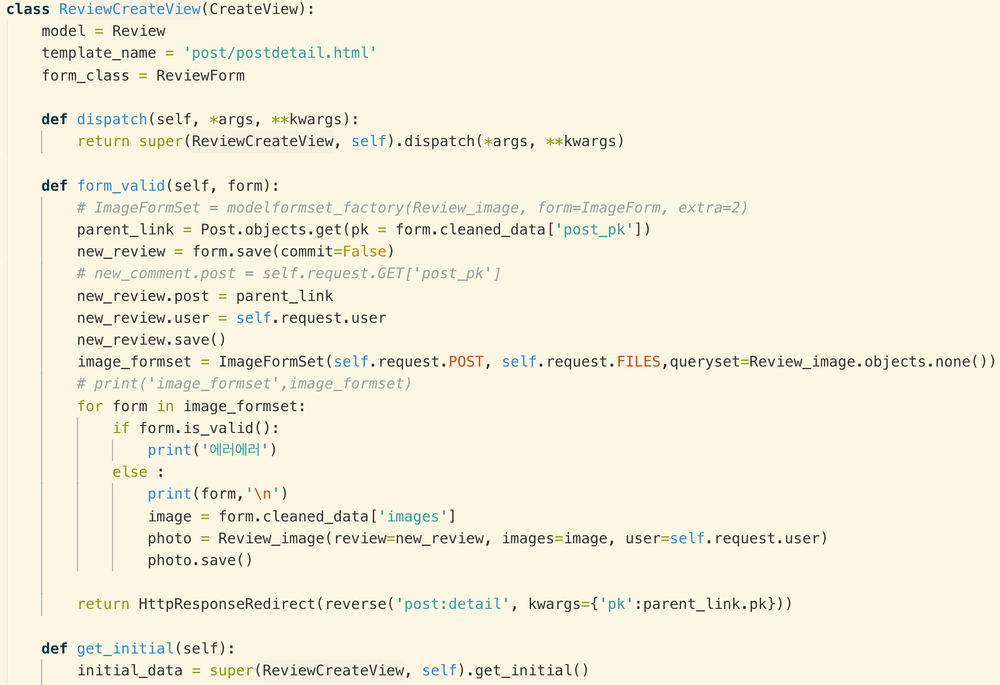 class ReviewCreateView(CreateView):
    model = Review
    template_name = 'post/postdetail.html'
    form_class = ReviewForm

    def dispatch(self, *args, **kwargs):
        return super(ReviewCreateView, self).dispatch(*args, **kwargs)

    def form_valid(self, form):
        # ImageFormSet = modelformset_factory(Review_image, form=ImageForm, extra=2)
        parent_link = Post.objects.get(pk = form.cleaned_data['post_pk'])
        new_review = form.save(commit=False)
        # new_comment.post = self.request.GET['post_pk']
        new_review.post = parent_link
        new_review.user = self.request.user
        new_review.save()
        image_formset = ImageFormSet(self.request.POST, self.request.FILES,queryset=Review_image.objects.none())
        # print('image_formset',image_formset)
        for form in image_formset:
            if form.is_valid():
                print('에러에러')
            else :
                print(form,'\n')
                image = form.cleaned_data['images']
                photo = Review_image(review=new_review, images=image, user=self.request.user)
                photo.save()

        return HttpResponseRedirect(reverse('post:detail', kwargs={'pk':parent_link.pk}))

    def get_initial(self):
        initial_data = super(ReviewCreateView, self).get_initial()